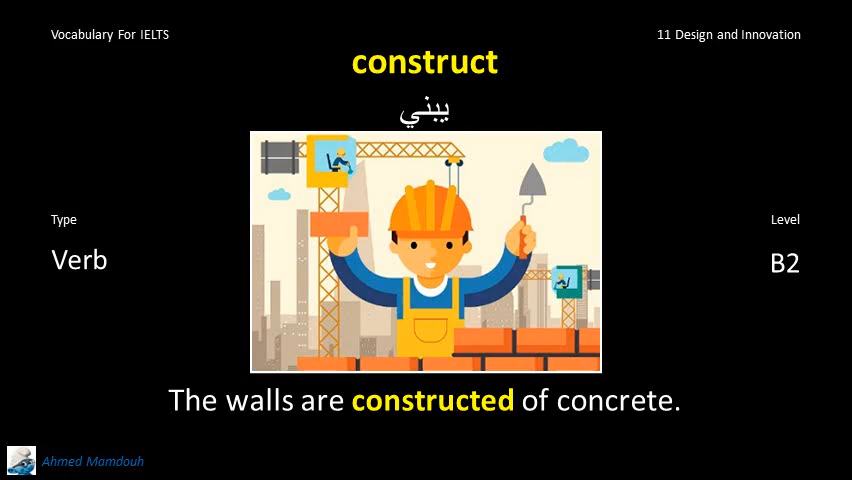 Vocabulary For IELTS
11 Design and Innovation
construct
يبني
Type
Level
Verb
B2
The walls are constructed of concrete.
Ahmed Mamdouh